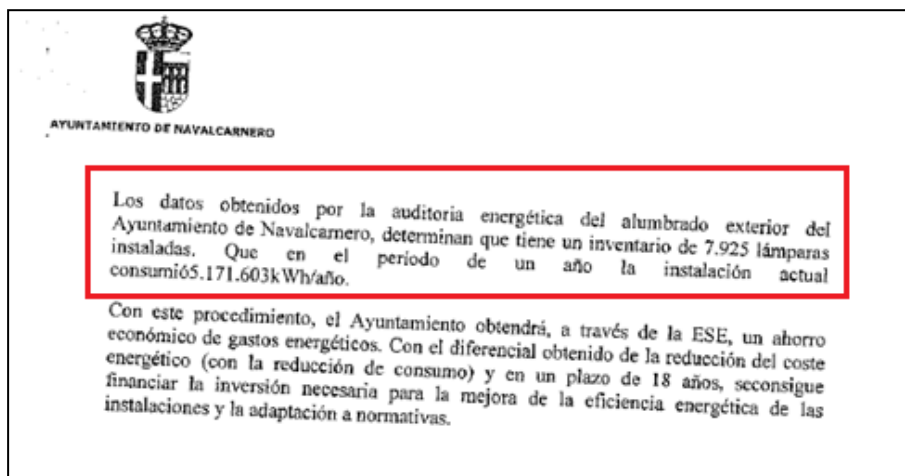 AYUNTAMIENTO DE NAVALCARNERO
Los datos obtenidos por la auditoria energética del alumbrado exterior del
Ayuntamiento de Navalcarnero, determinan que tiene un inventario de 7.925 lámparas
instaladas. Que en el periodo de un año la instalación actual
consumió5.171.603kWh/año.
Con este procedimiento, el Ayuntamiento obtendrá, a través de la ESE, un ahorro
económico de gastos energéticos. Con el diferencial obtenido de la reducción del coste
energético (con la reducción de consumo) y en un plazo de 18 años, seconsigue
financiar la inversión necesaria para la mejora de la eficiencia energética de las
instalaciones y la adaptación a normativas.